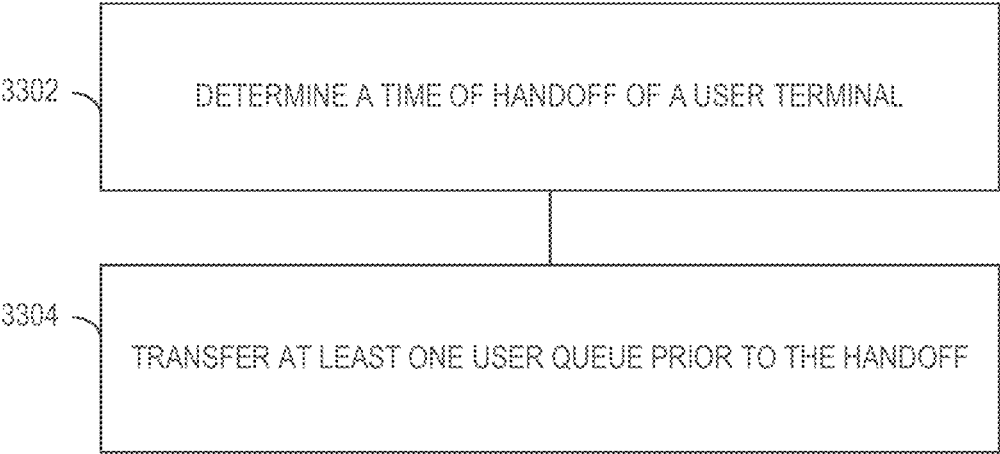 3302
DETERMINE A TIME OF HANDOFF OF A USER TERMINAL
3304
TRANSFER AT LEAST ONE USER QUEUE PRIOR TO THE HANDOFF